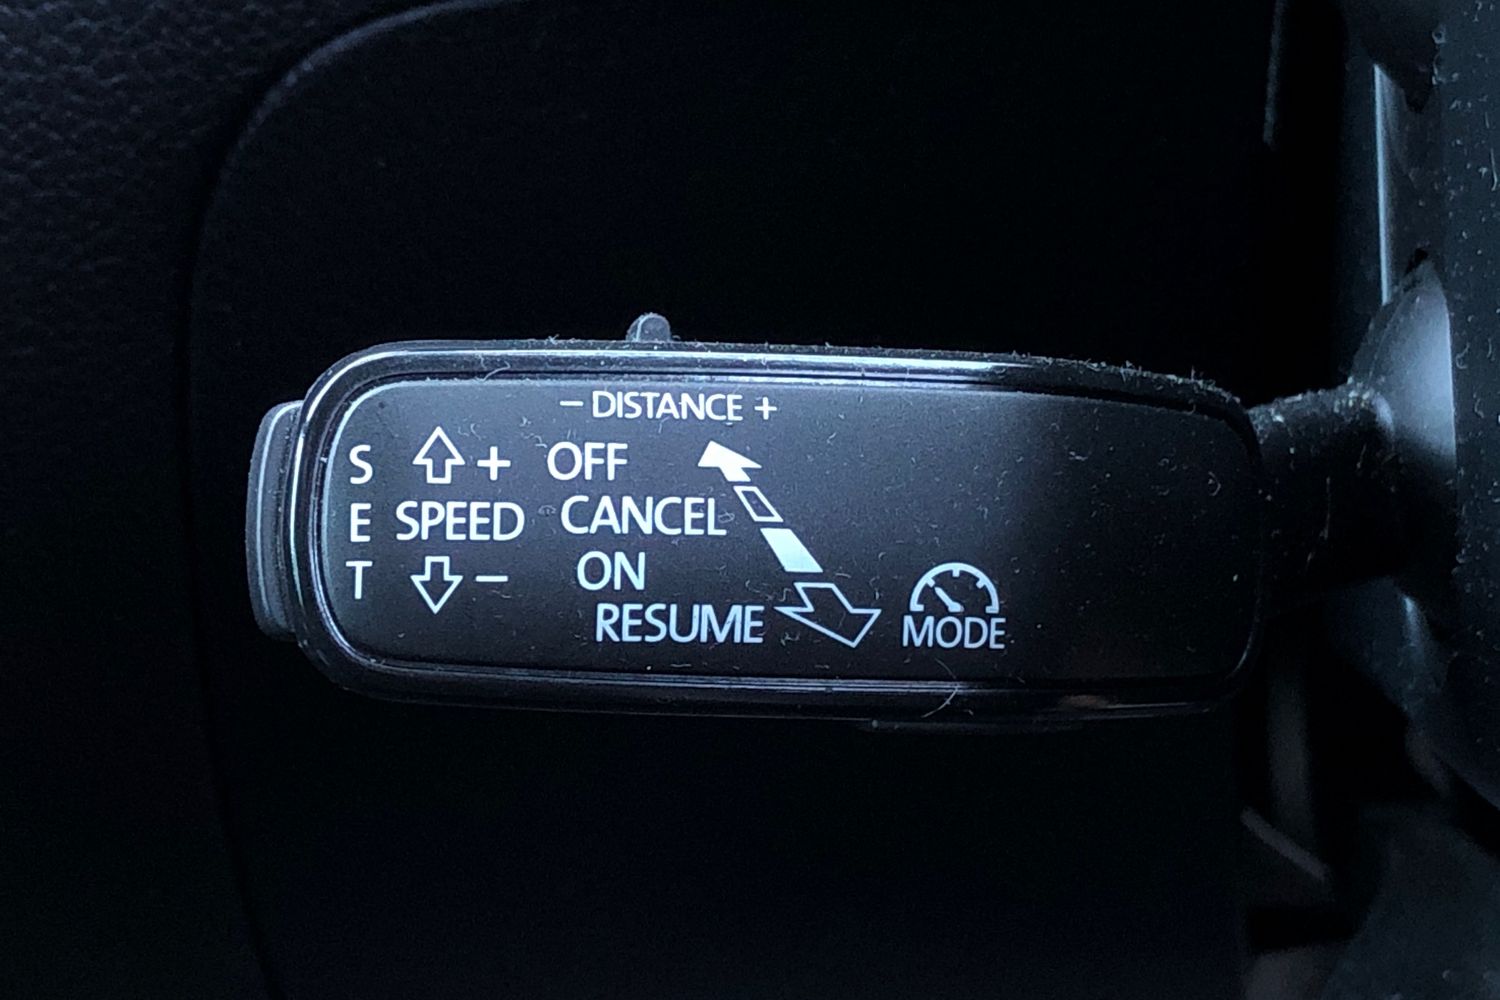 − DISTANCE +
S + OFF
E SPEED CANCEL
T − ON
RESUME
MODE